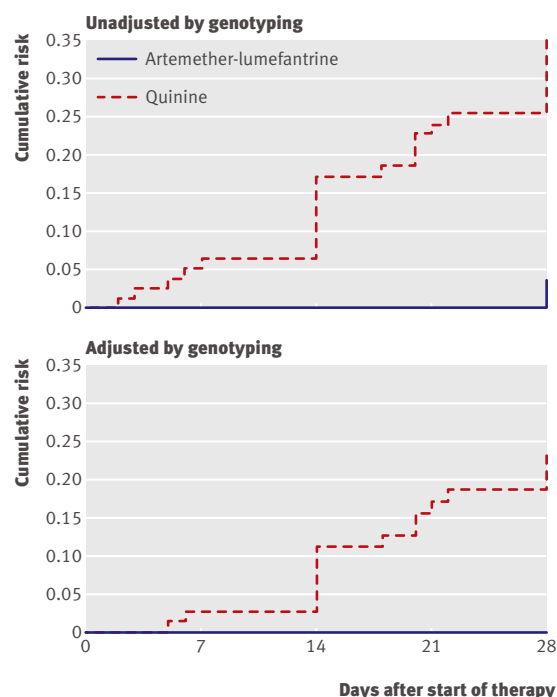 Unadjusted by genotyping
Cumulative risk
0.35
0.30
0.25
0.20
0.15
0.10
0.05
0
Artemether-lumefantrine
Quinine
Adjusted by genotyping
Cumulative risk
0.35
0.30
0.25
0.20
0.15
0.10
0.05
0
0 7 14 21 28
Days after start of therapy